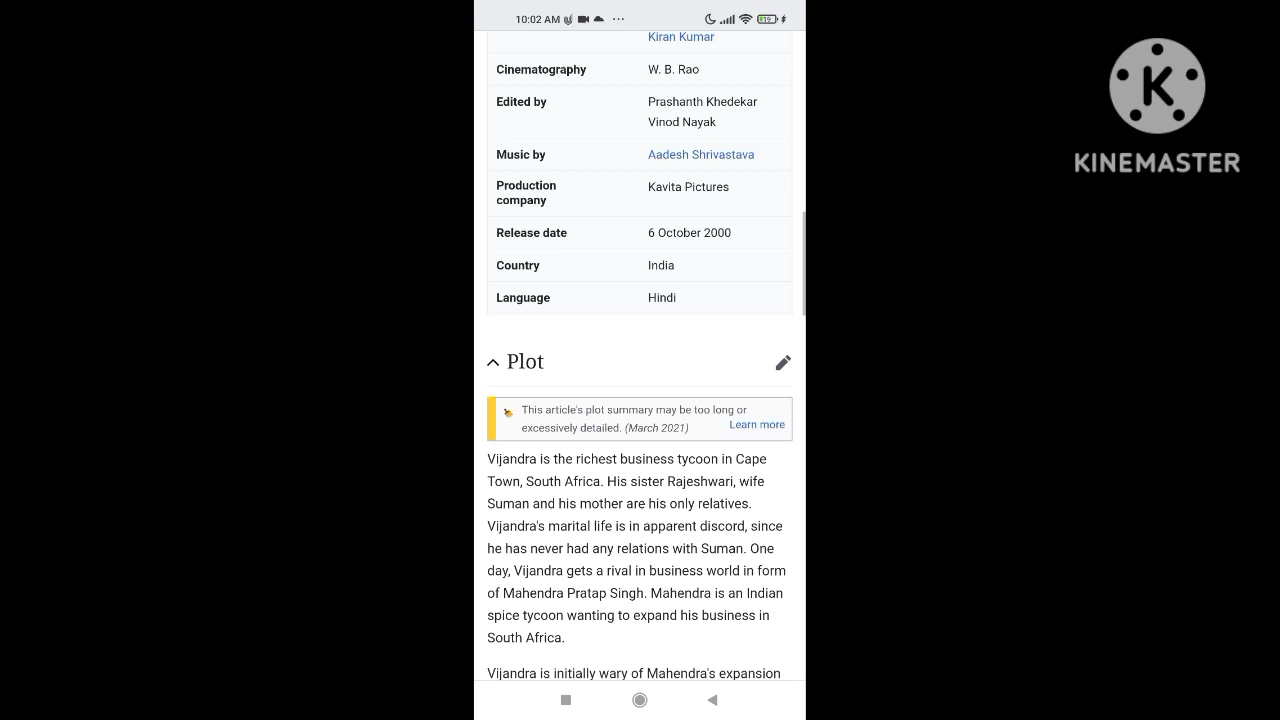 10:02 AM
19
Kiran Kumar
Cinematography W. B. Rao
Edited by Prashanth Khedekar
Vinod Nayak
Music by Aadesh Shrivastava
Production
company Kavita Pictures
Release date 6 October 2000
Country India
Language Hindi
Plot
This article's plot summary may be too long or
excessively detailed. (March 2021) Learn more
Vijandra is the richest business tycoon in Cape
Town, South Africa. His sister Rajeshwari, wife
Suman and his mother are his only relatives.
Vijandra's marital life is in apparent discord, since
he has never had any relations with Suman. One
day, Vijandra gets a rival in business world in form
of Mahendra Pratap Singh. Mahendra is an Indian
spice tycoon wanting to expand his business in
South Africa.
Vijandra is initially wary of Mahendra's expansion
K
KINEMASTER